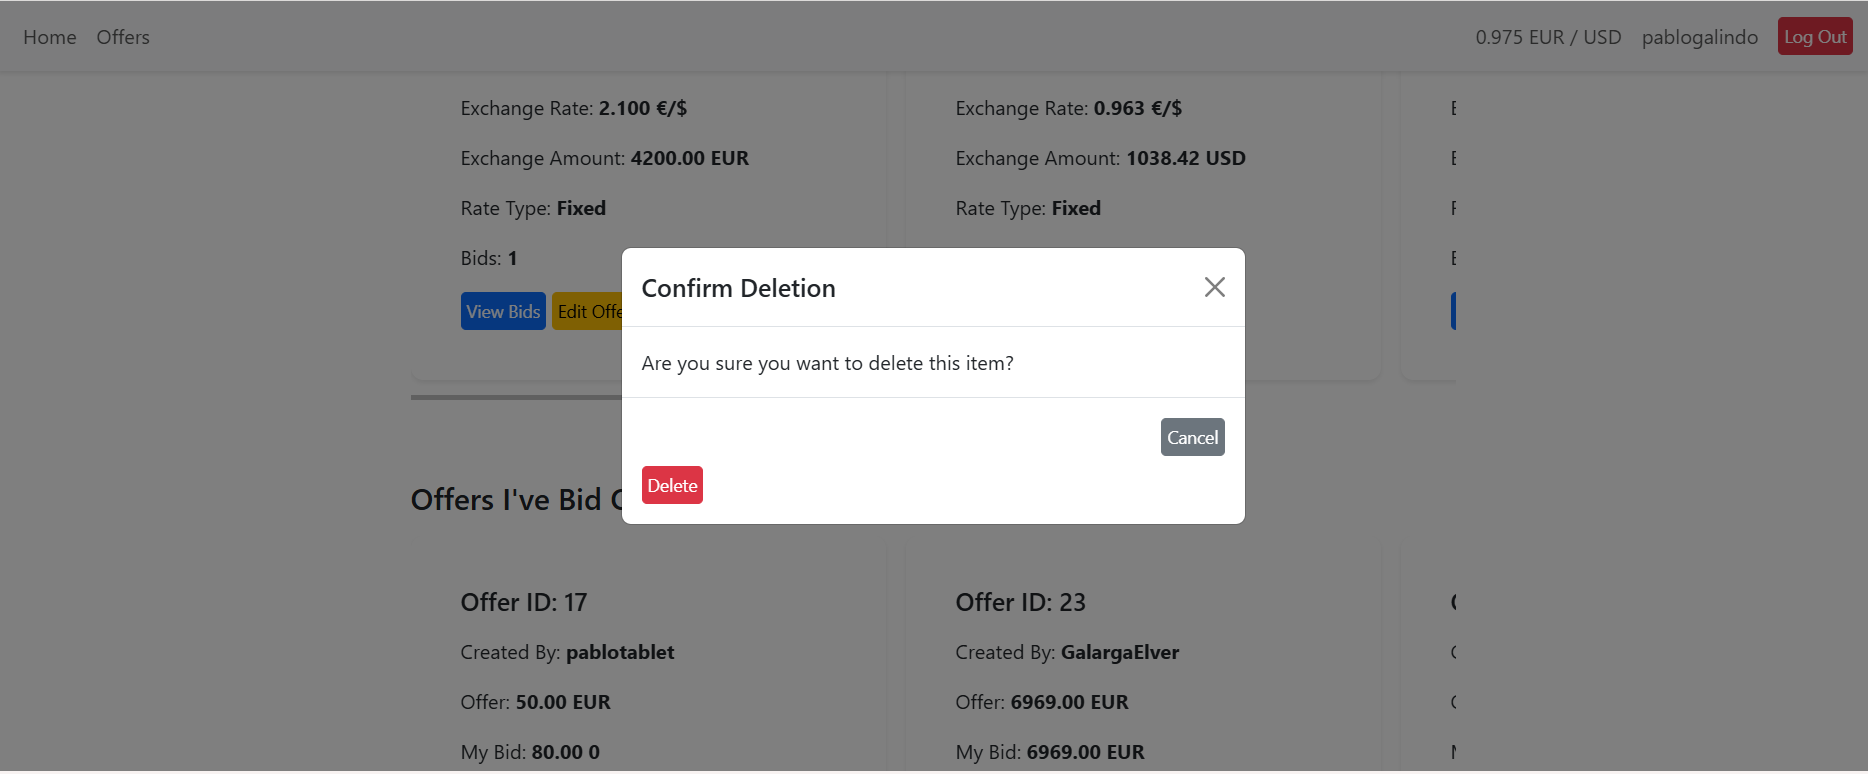 Home Offers 0.975 EUR / USD pablogalindo Log Out
Exchange Rate: 2.100 €/$
Exchange Amount: 4200.00 EUR
Rate Type: Fixed
Bids: 1
View Bids Edit Offe
Exchange Rate: 0.963 €/$
Exchange Amount: 1038.42 USD
Rate Type: Fixed
Confirm Deletion
Are you sure you want to delete this item?
Cancel
Delete
Offers I've Bid
Offer ID: 17
Created By: pablotablet
Offer: 50.00 EUR
My Bid: 80.00 0
Offer ID: 23
Created By: GalargaElver
Offer: 6969.00 EUR
My Bid: 6969.00 EUR